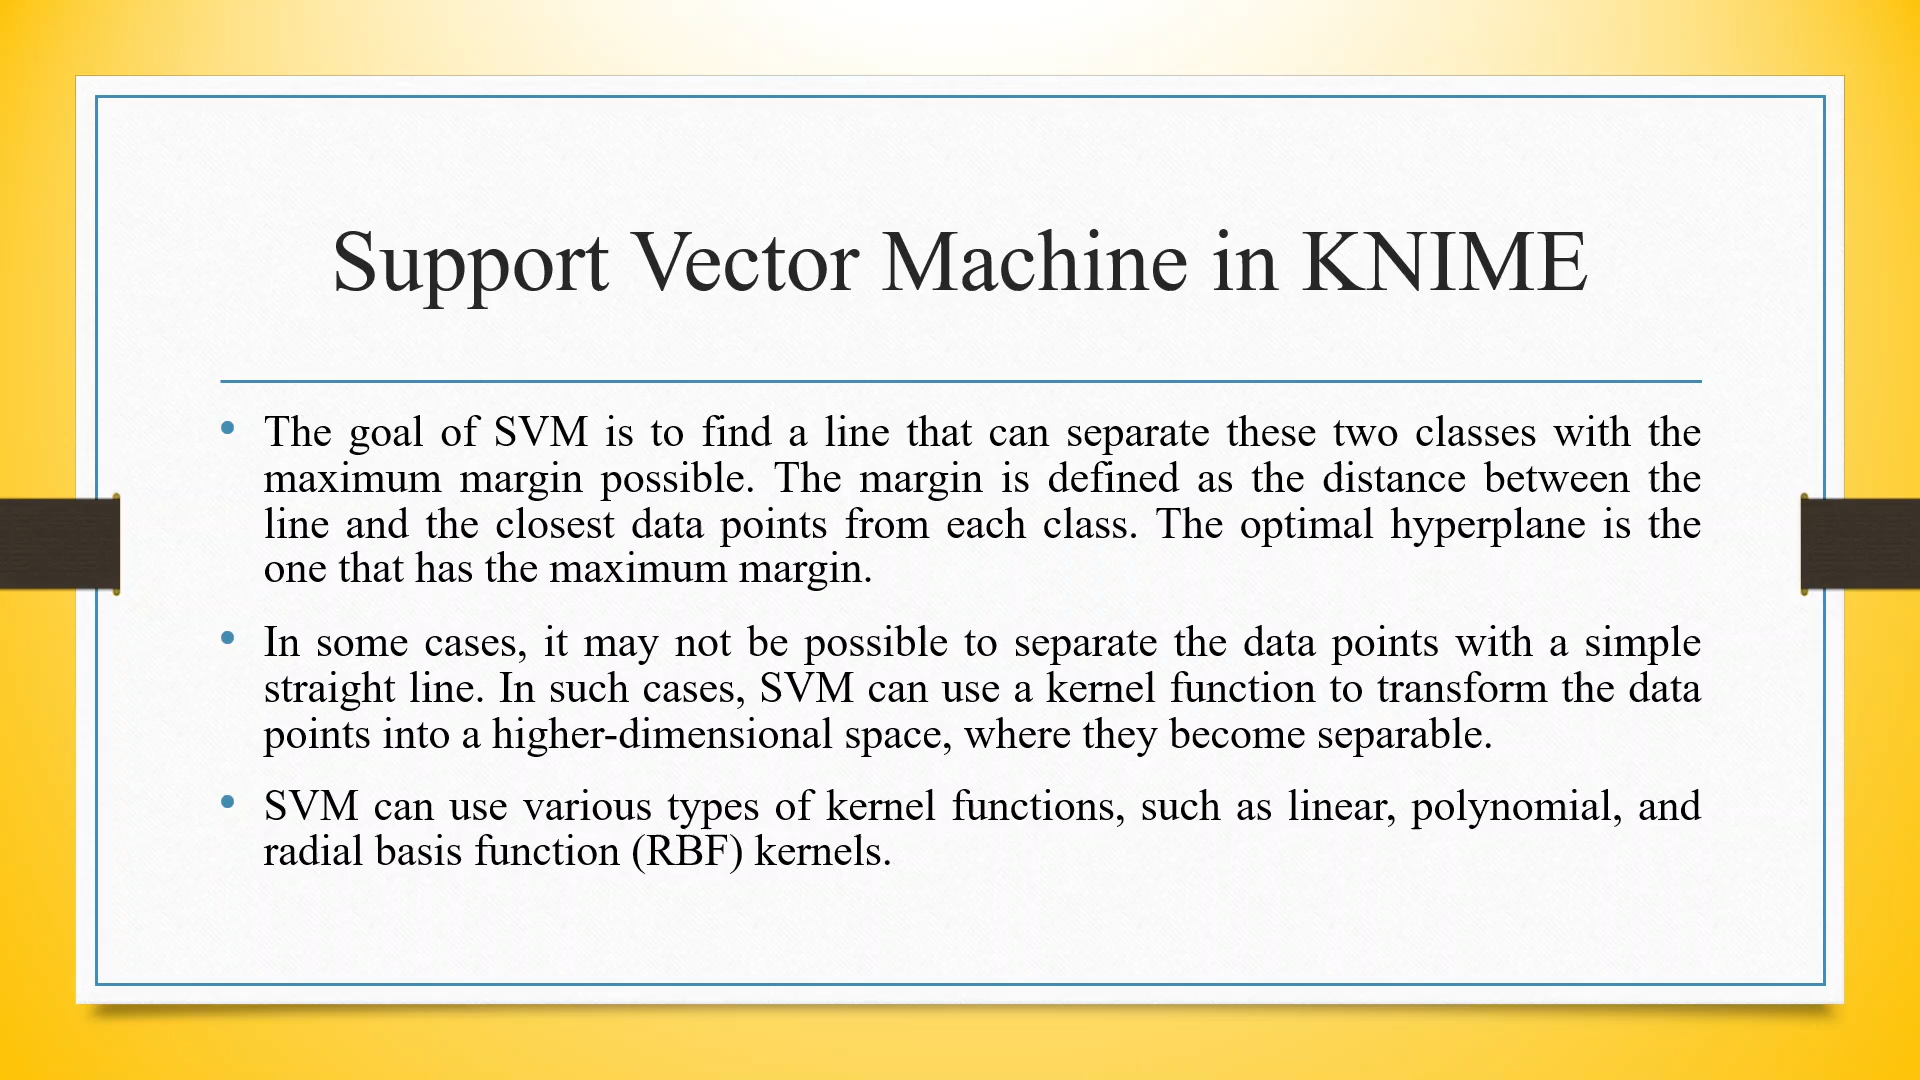 Support Vector Machine in KNIME
• The goal of SVM is to find a line that can separate these two classes with the
maximum margin possible. The margin is defined as the distance between the
line and the closest data points from each class. The optimal hyperplane is the
one that has the maximum margin.
• In some cases, it may not be possible to separate the data points with a simple
straight line. In such cases, SVM can use a kernel function to transform the data
points into a higher-dimensional space, where they become separable.
• SVM can use various types of kernel functions, such as linear, polynomial, and
radial basis function (RBF) kernels.